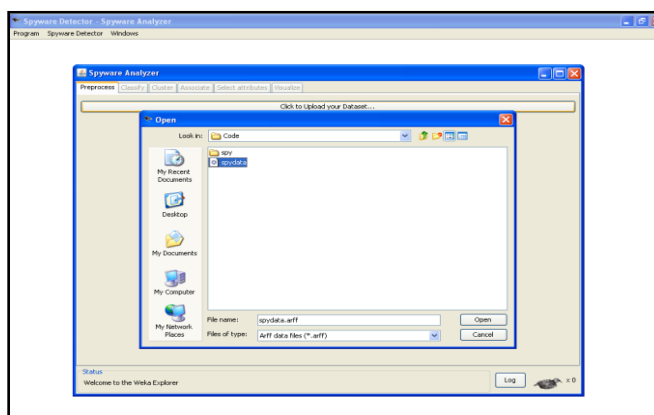 Spyware Detector - Spyware Analyzer
Program Spyware Detector Windows
Spyware Analyzer
Preprocess Classify Cluster Associate Select attributes Visualize
Click to Upload your Dataset...
Open
Look in: Code
spy
spydata
My Recent
Documents
Desktop
My Documents
My Computer
My Network
Places
File name: spydata.arff Open
Files of type: Arff data files (*.arff) Cancel
Status
Welcome to the Weka Explorer
Log x 0